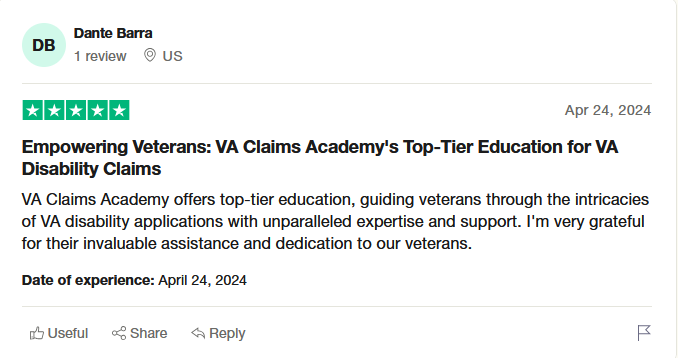 DB
Dante Barra
1 review US
Apr 24, 2024
Empowering Veterans: VA Claims Academy's Top-Tier Education for VA
Disability Claims
VA Claims Academy offers top-tier education, guiding veterans through the intricacies
of VA disability applications with unparalleled expertise and support. I'm very grateful
for their invaluable assistance and dedication to our veterans.
Date of experience: April 24, 2024
Useful Share Reply